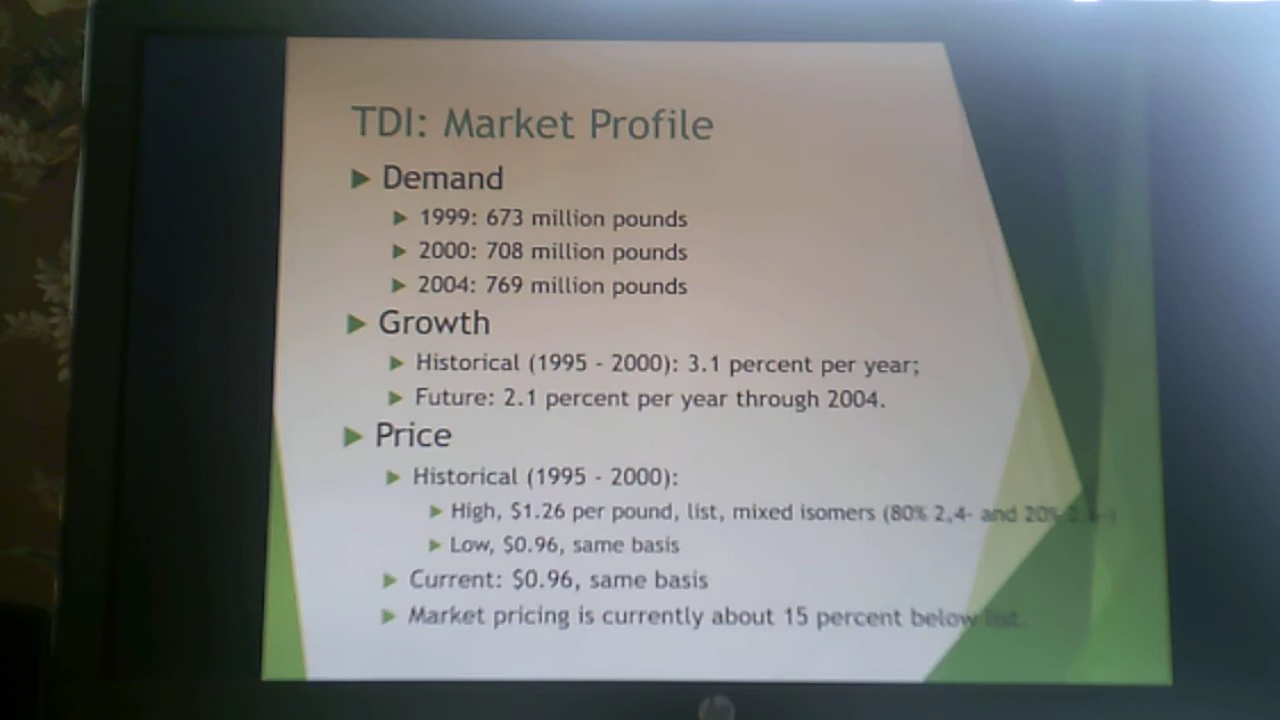 TDI: Market Profile
Demand
1999: 673 million pounds
2000: 708 million pounds
2004: 769 million pounds
Growth
Historical (1995 - 2000): 3.1 percent per year;
Future: 2.1 percent per year through 2004.
Price
Historical (1995 - 2000):
High, $1.26 per pound, list, mixed isomers (80% 2,4- and 20%
Low, $0.96, same basis
Current: $0.96, same basis
Market pricing is currently about 15 percent below list.